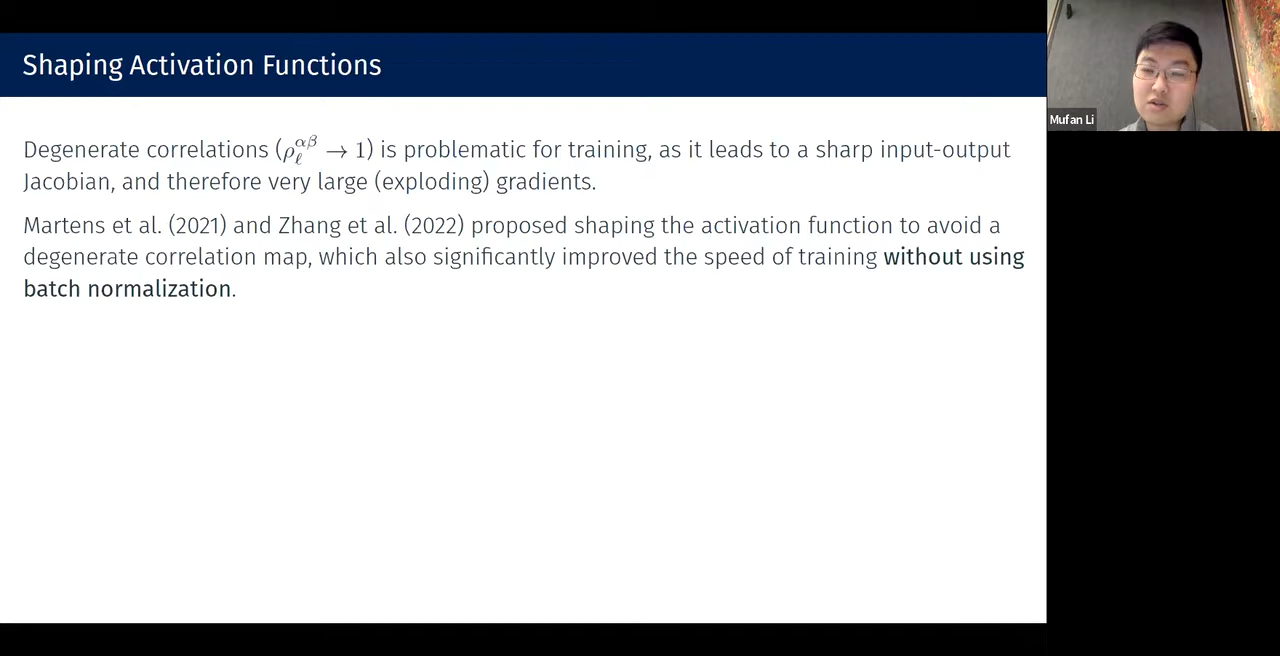 Shaping Activation Functions
Mufan Li
Degenerate correlations (ρ_ℓ^{αβ} → 1) is problematic for training, as it leads to a sharp input-output
Jacobian, and therefore very large (exploding) gradients.
Martens et al. (2021) and Zhang et al. (2022) proposed shaping the activation function to avoid a
degenerate correlation map, which also significantly improved the speed of training without using
batch normalization.